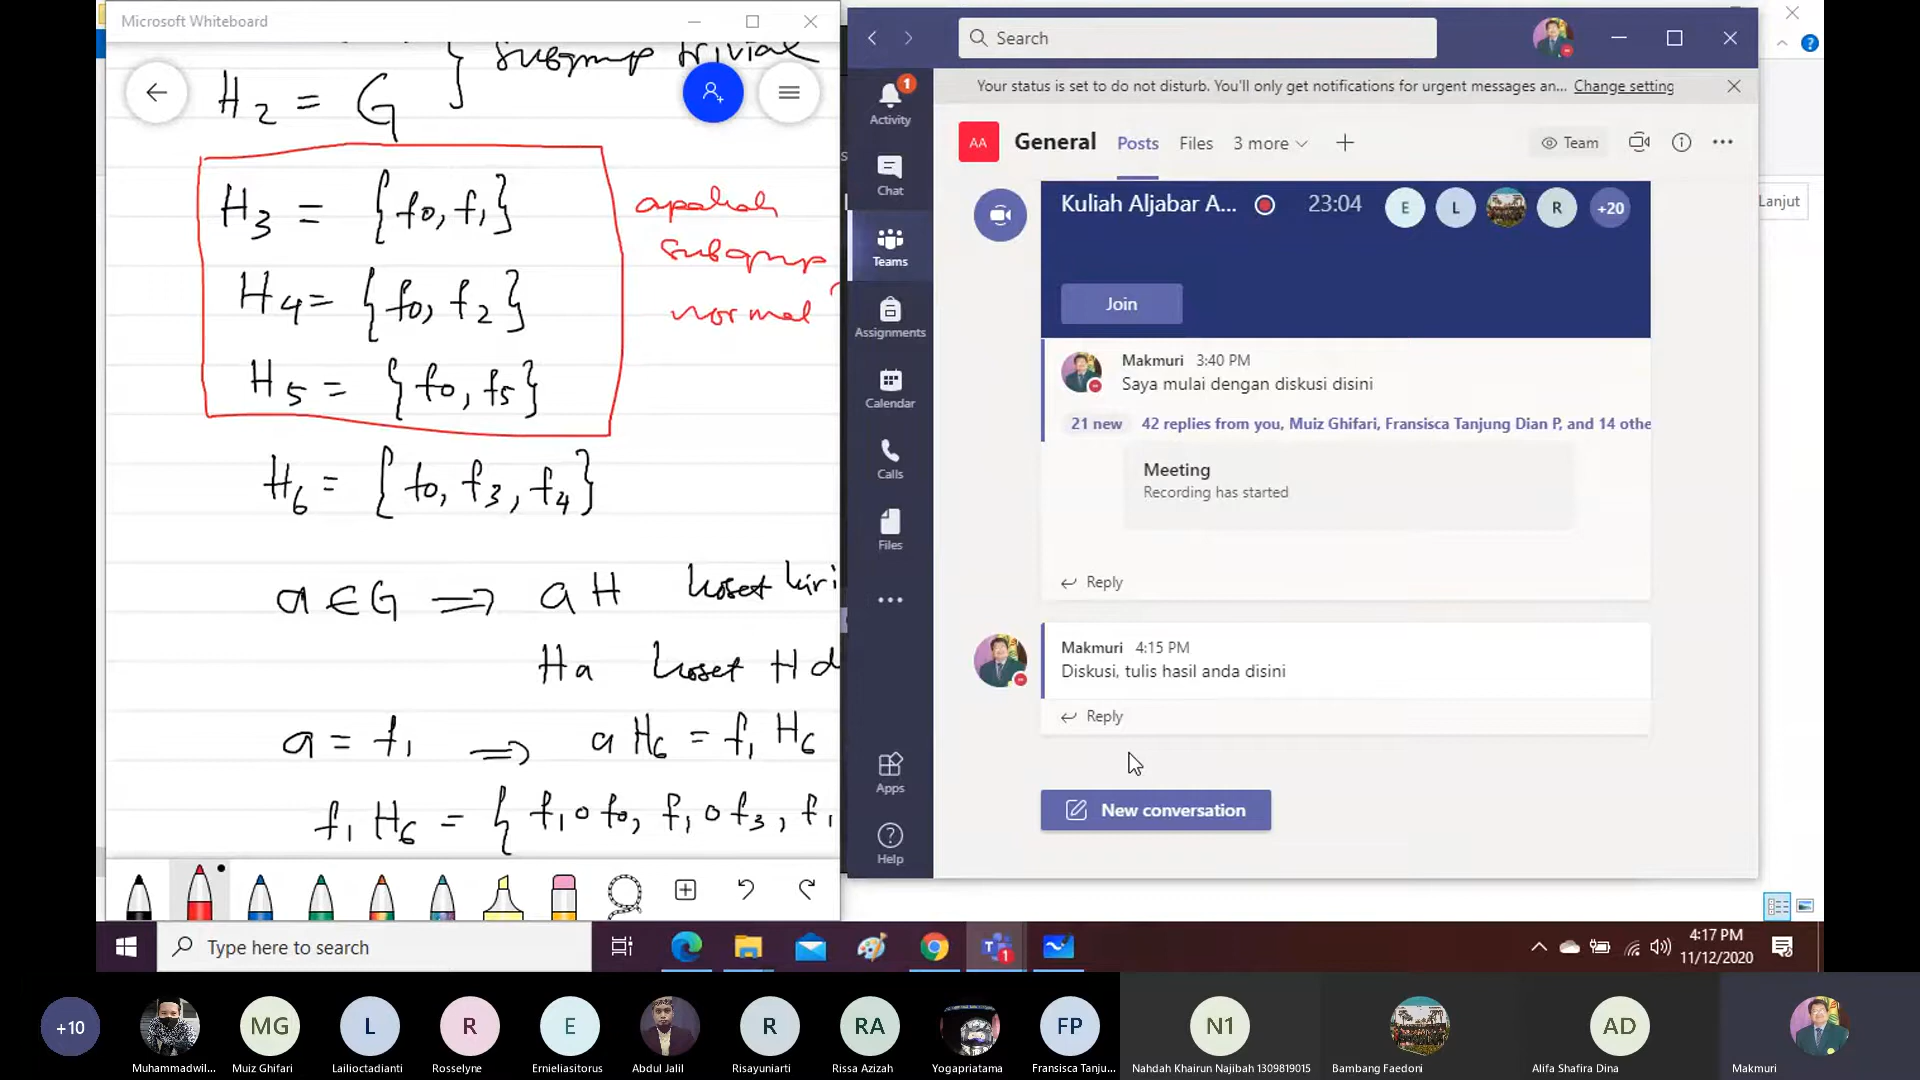 Microsoft Whiteboard
subgrup trivial
H2 = G
H3 = {f0, f1}
H4 = {f0, f2}
H5 = {f0, f5}
apakah
subgrup
normal ?
H6 = {f0, f3, f4}
a ∈ G ⟹ aH koset kiri
Ha koset H d
a = f1 ⟹ a H6 = f1 H6
f1 H6 = { f1 o f0, f1 o f3, f1
Search
Your status is set to do not disturb. You'll only get notifications for urgent messages an... Change setting
1
Activity
Chat
Teams
Assignments
Calendar
Calls
Files
Apps
Help
AA General Posts Files 3 more Team
Kuliah Aljabar A... 23:04 E L R +20
Join
Makmuri 3:40 PM
Saya mulai dengan diskusi disini
21 new 42 replies from you, Muiz Ghifari, Fransisca Tanjung Dian P, and 14 othe
Meeting
Recording has started
Reply
Makmuri 4:15 PM
Diskusi, tulis hasil anda disini
Reply
New conversation
Lanjut
Type here to search
1
4:17 PM
11/12/2020
+10 MG L R E R RA FP N1 AD
Muhammadwil... Muiz Ghifari Lailioctadianti Rosselyne Ernieliasitorus Abdul Jalil Risayuniarti Rissa Azizah Yogapriatama Fransisca Tanju... Nahdah Khairun Najibah 1309819015 Bambang Faedoni Alifa Shafira Dina Makmuri